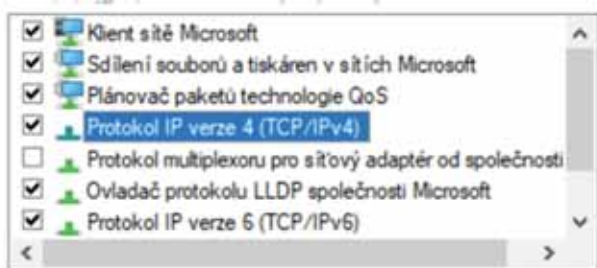 Klient sítě Microsoft
Sdílení souborů a tiskáren v sítích Microsoft
Plánovač paketů technologie QoS
Protokol IP verze 4 (TCP/IPv4)
Protokol multiplexoru pro síťový adaptér od společnosti
Ovladač protokolu LLDP společnosti Microsoft
Protokol IP verze 6 (TCP/IPv6)